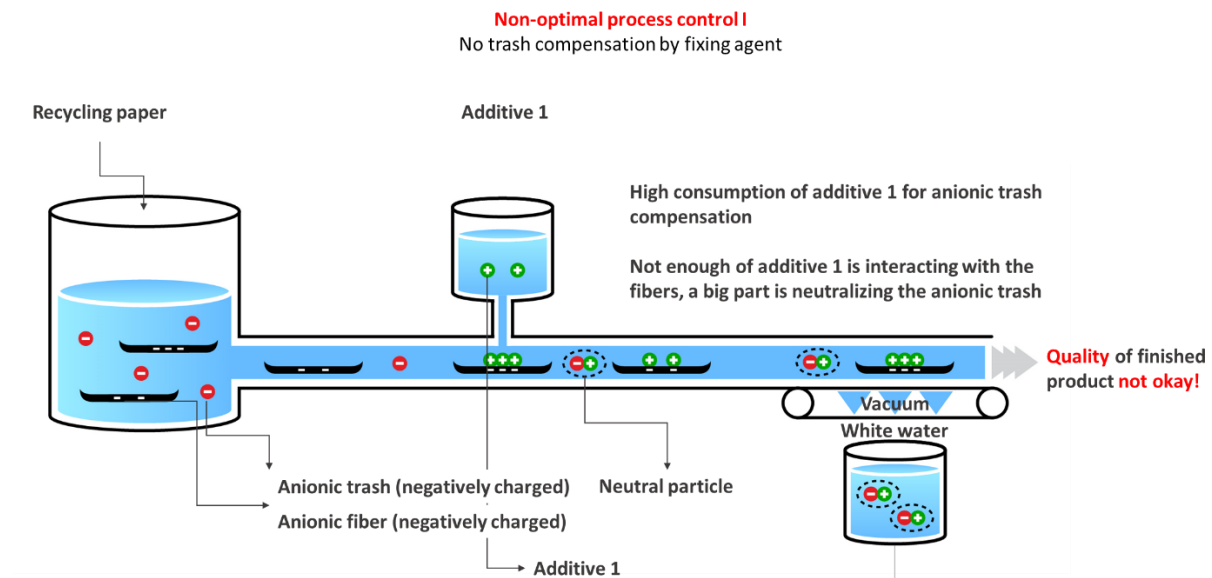 Non-optimal process control I
No trash compensation by fixing agent
Recycling paper
Additive 1
High consumption of additive 1 for anionic trash
compensation
Not enough of additive 1 is interacting with the
fibers, a big part is neutralizing the anionic trash
Quality of finished
product not okay!
Vacuum
White water
Anionic trash (negatively charged)
Neutral particle
Anionic fiber (negatively charged)
Additive 1